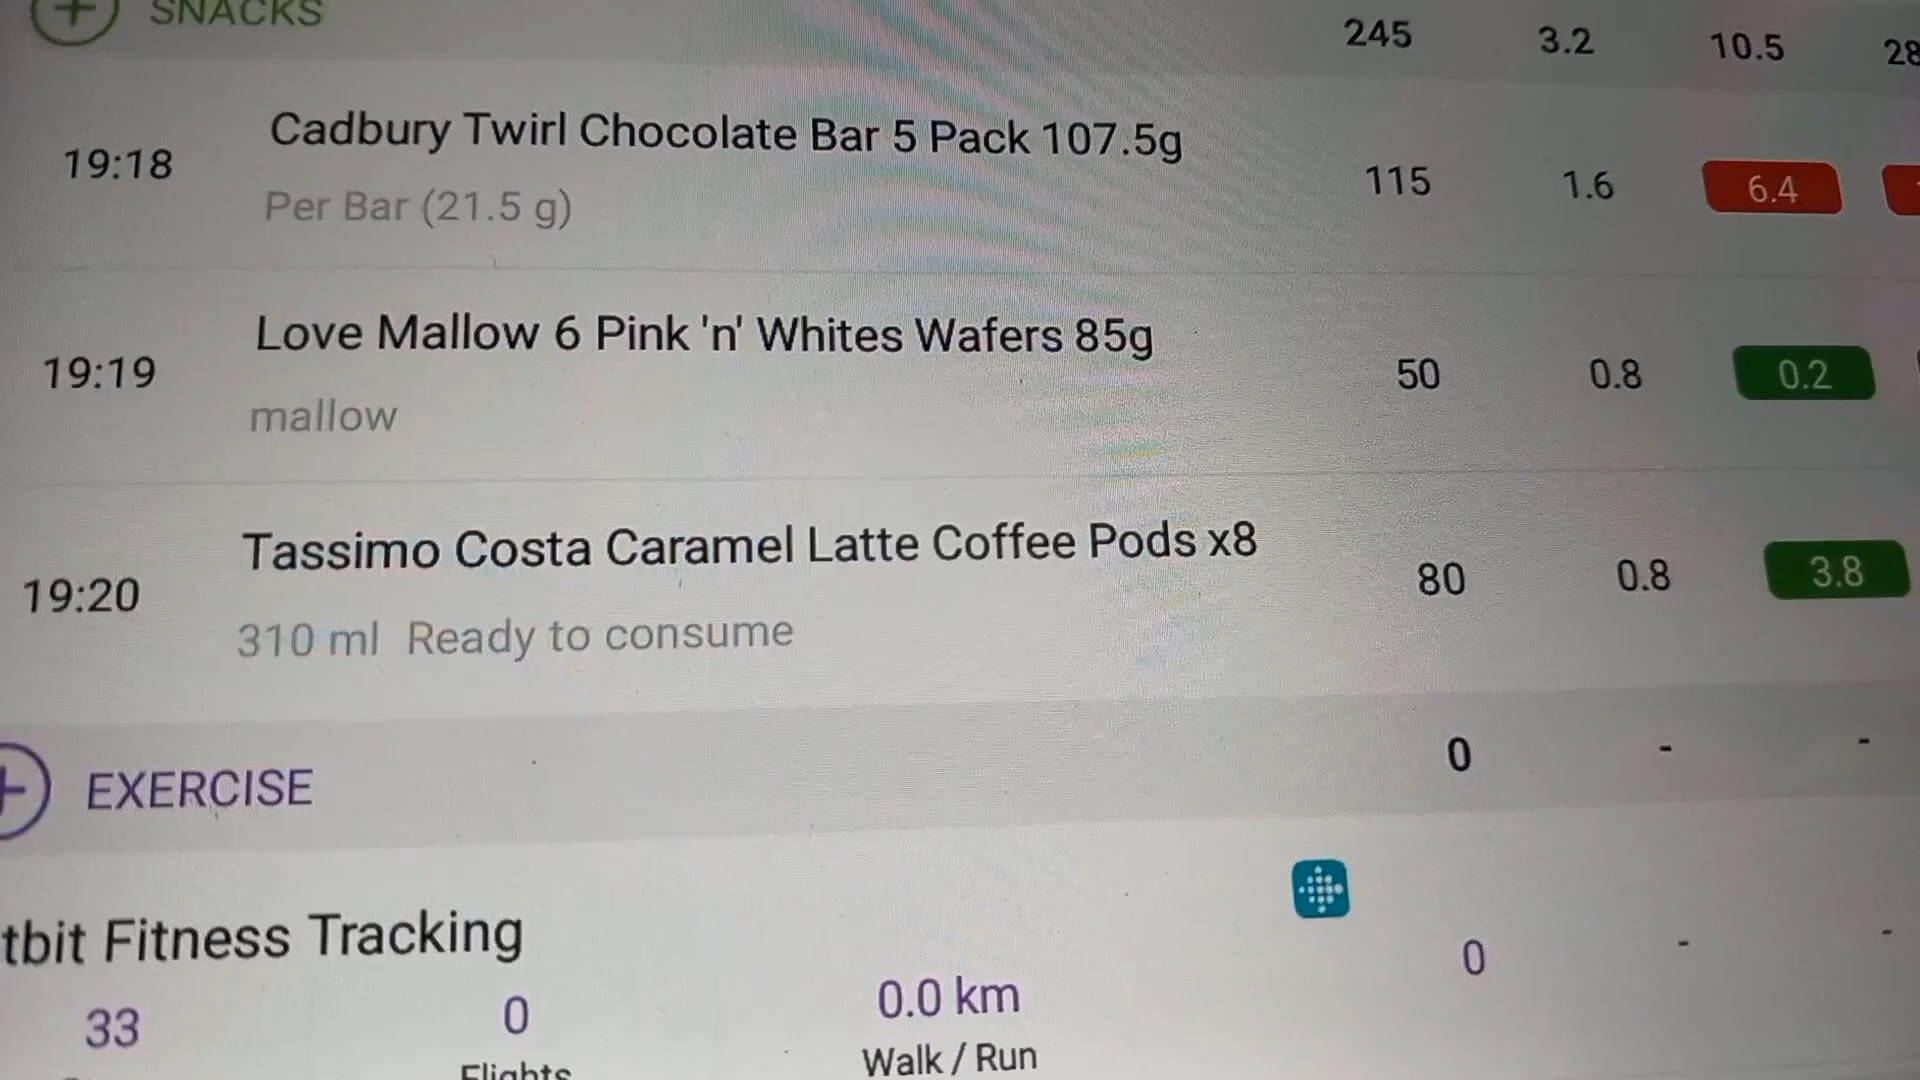 SNACKS 245 3.2 10.5 28
19:18 Cadbury Twirl Chocolate Bar 5 Pack 107.5g 115 1.6 6.4
Per Bar (21.5 g)
19:19 Love Mallow 6 Pink 'n' Whites Wafers 85g 50 0.8 0.2
mallow
19:20 Tassimo Costa Caramel Latte Coffee Pods x8 80 0.8 3.8
310 ml Ready to consume
EXERCISE 0 - -
tbit Fitness Tracking 0 - -
33 0 0.0 km
Flights Walk / Run